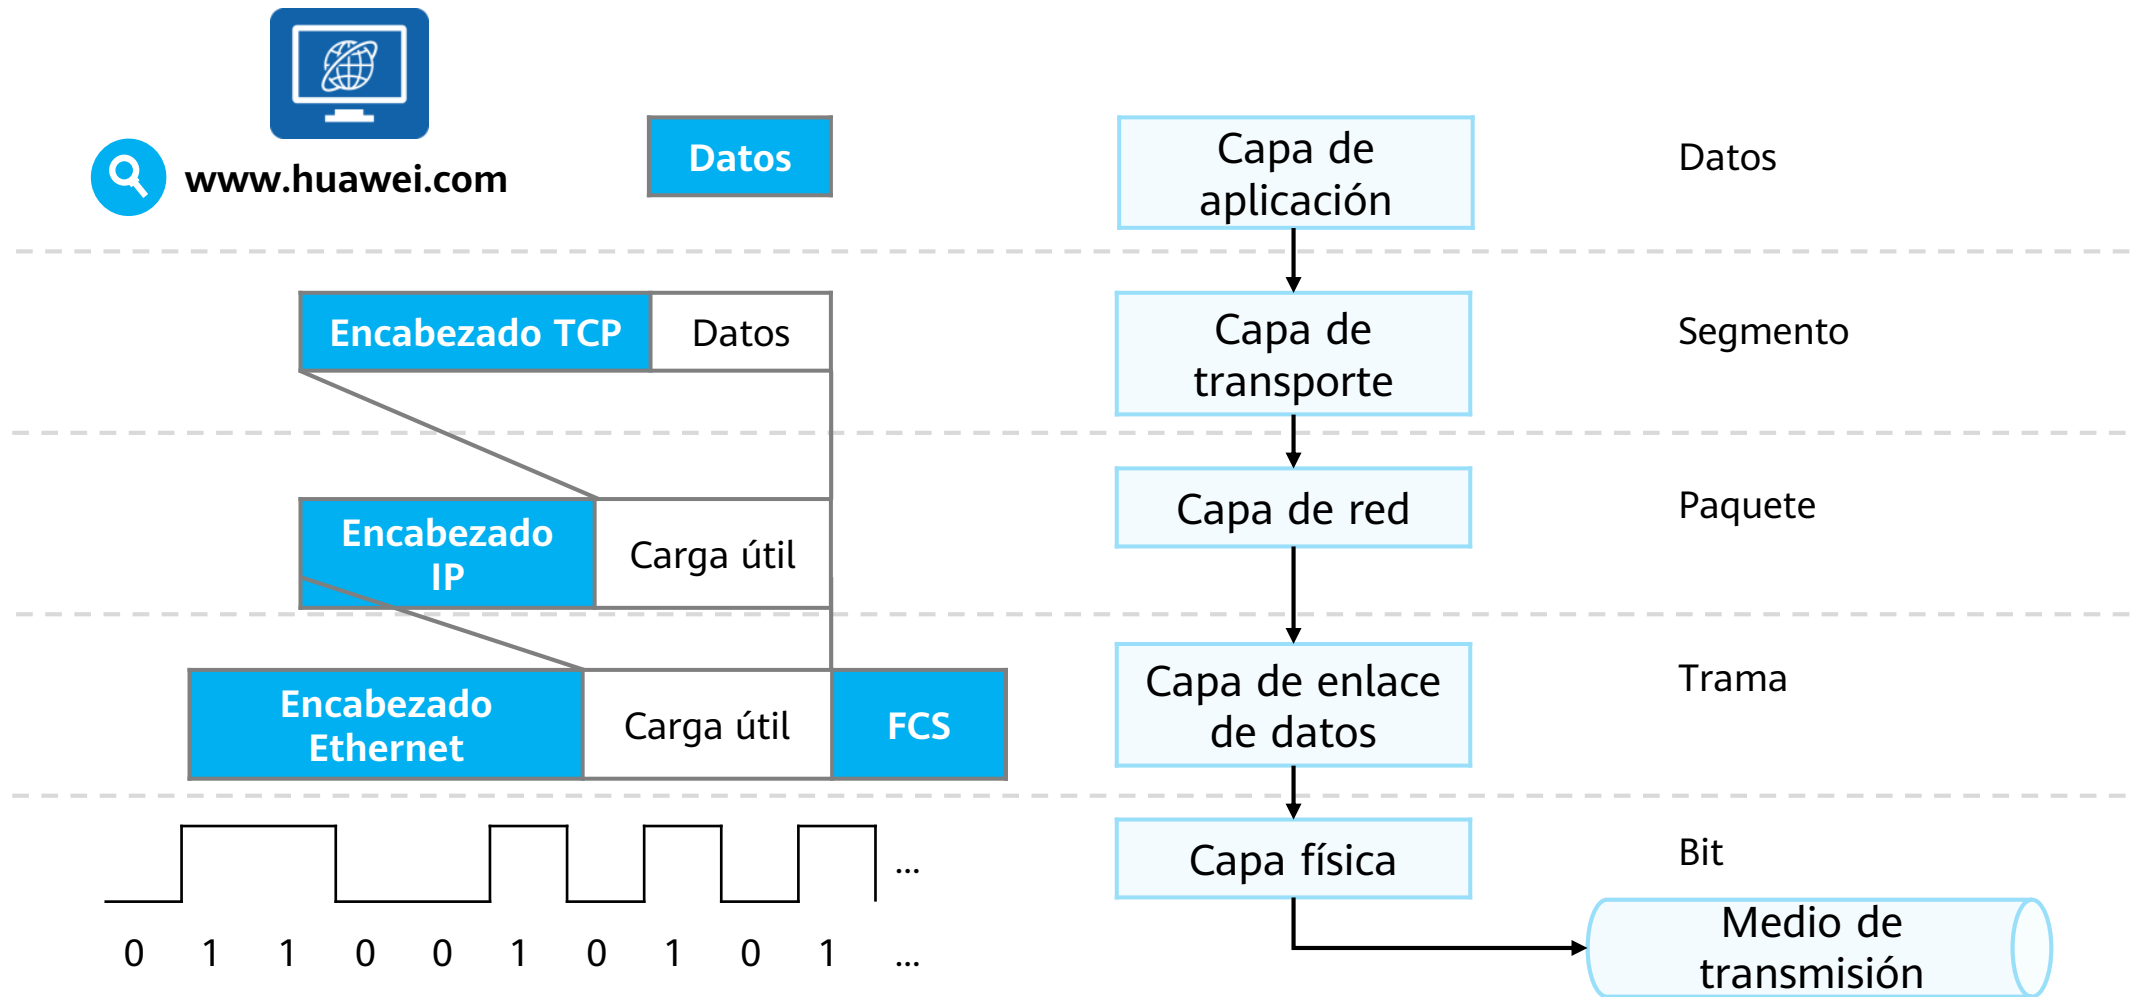 www.huawei.com
Datos
Capa de
aplicación
Datos
Encabezado TCP
Datos
Capa de
transporte
Segmento
Encabezado
IP
Carga útil
Capa de red
Paquete
Encabezado
Ethernet
Carga útil
FCS
Capa de enlace
de datos
Trama
...
Capa física
Bit
0 1 1 0 0 1 0 1 0 1 ...
Medio de
transmisión